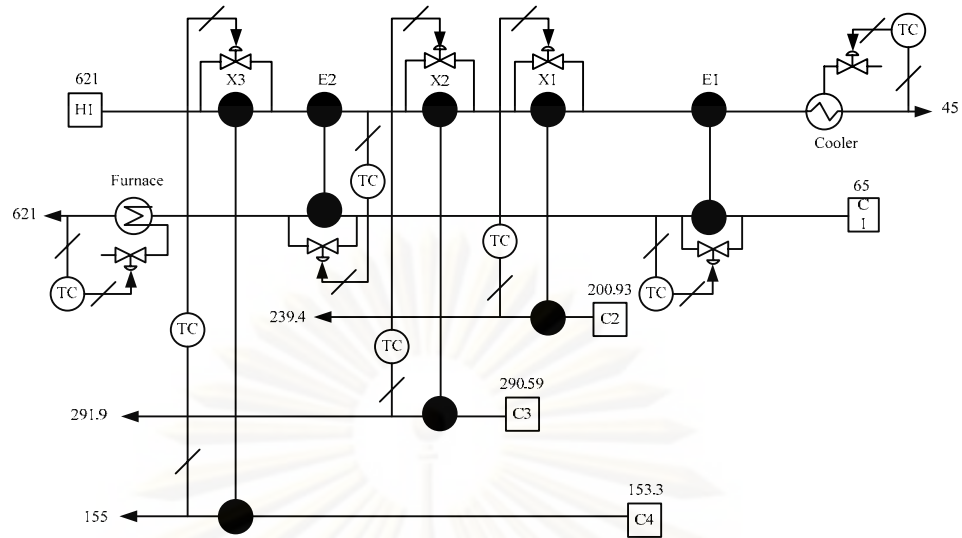 TC
X3
E2
X2
X1
E1
621
H1
45
Cooler
Furnace
TC
65
C
1
621
TC
TC
TC
200.93
239.4
C2
TC
TC
290.59
291.9
C3
153.3
155
C4